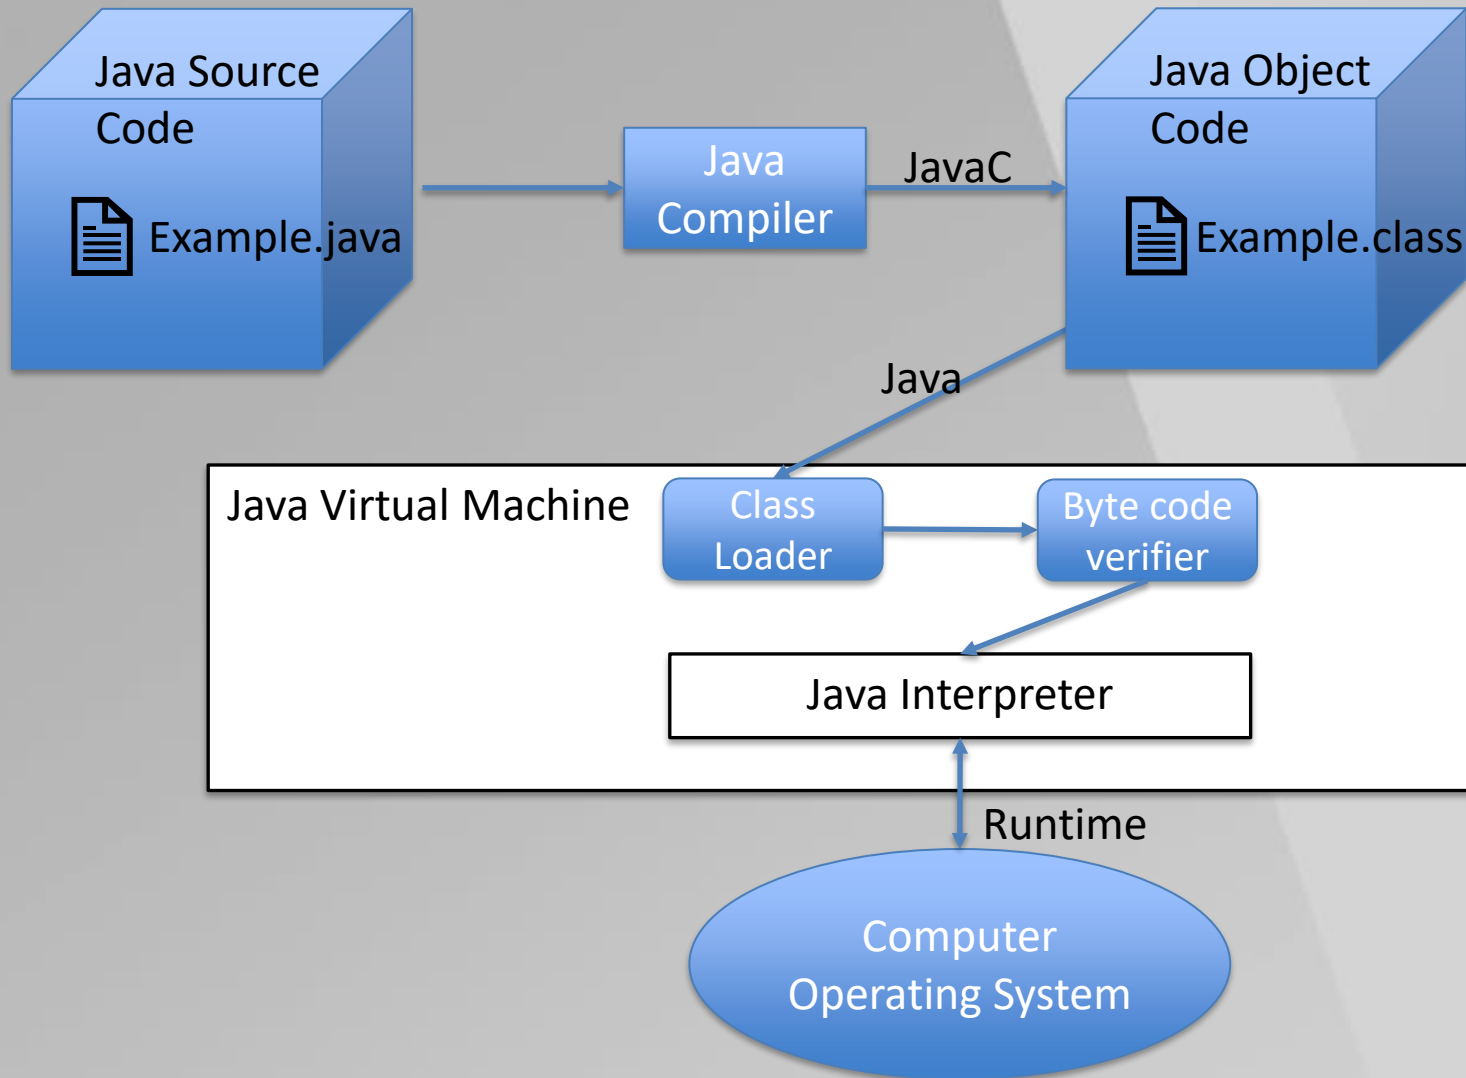 Java Source
Code
Example.java
Java
Compiler
JavaC
Java Object
Code
Example.class
Java
Java Virtual Machine
Class
Loader
Byte code
verifier
Java Interpreter
Runtime
Computer
Operating System